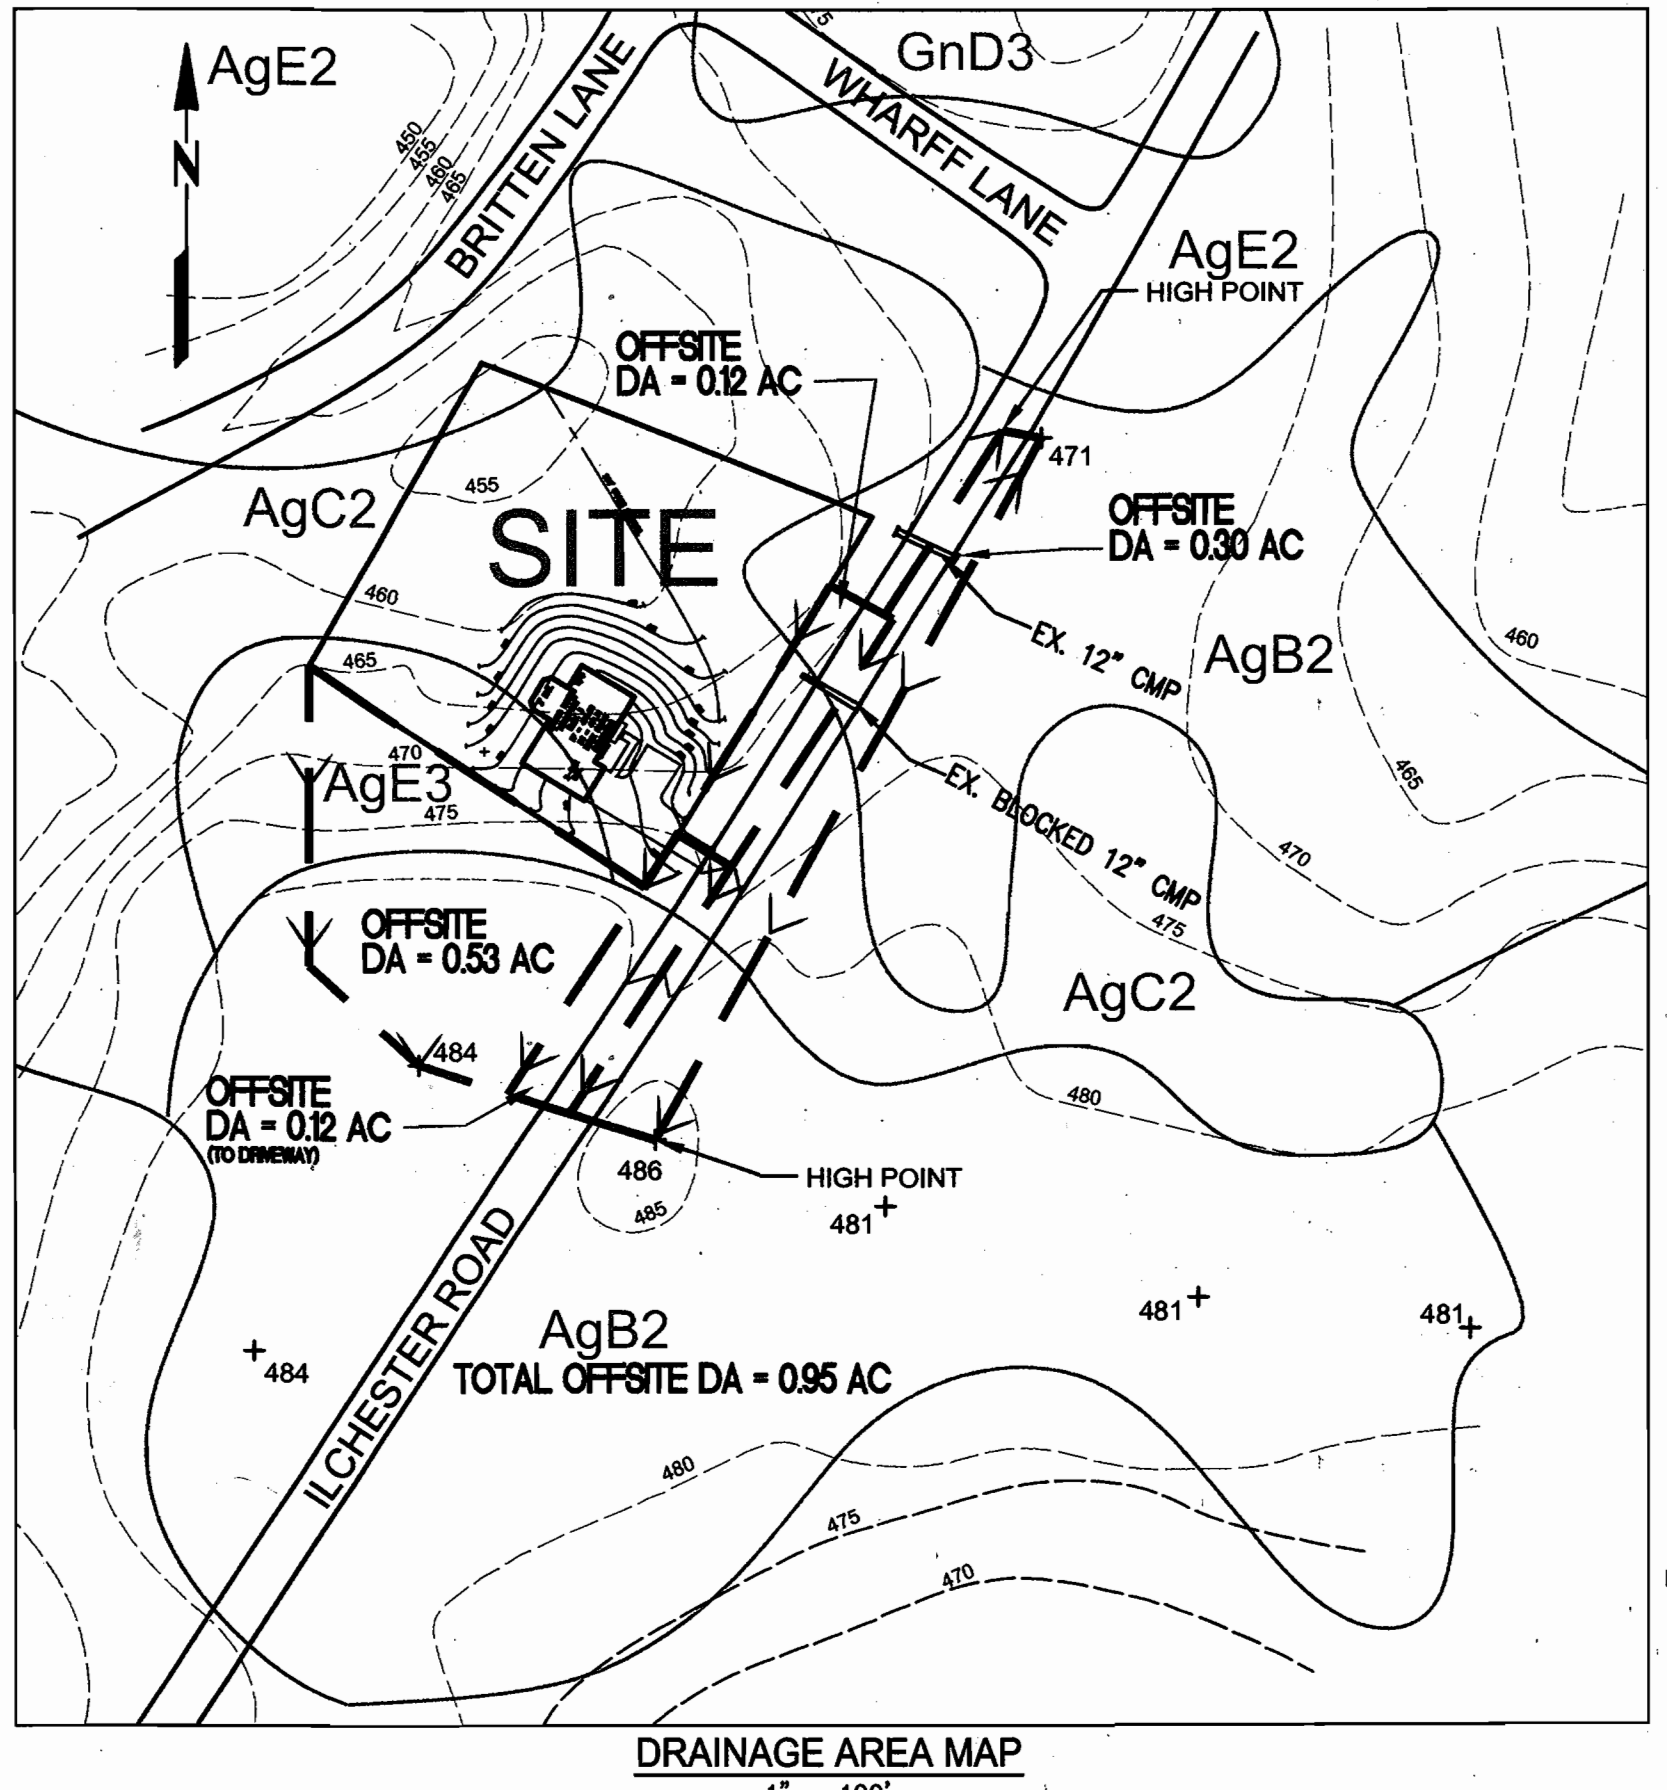 75
AgE2
GnD3
WHARFF LANE
BRITTEN LANE
450
455
460
465
N
AgE2
HIGH POINT
OFFSITE
DA = 0.12 AC
471
455
AgC2
SITE
OFFSITE
DA = 0.30 AC
460
EX. 12" CMP
AgB2
460
465
470
AgE3
475
EX. BLOCKED 12" CMP
465
470
475
OFFSITE
DA = 0.53 AC
AgC2
484
480
OFFSITE
DA = 0.12 AC
(TO DRIVEWAY)
486
HIGH POINT
485
481
481
481
484
ILCHESTER ROAD
AgB2
TOTAL OFFSITE DA = 0.95 AC
480
475
470
DRAINAGE AREA MAP